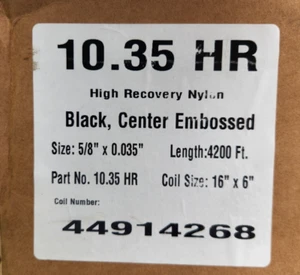 10.35 HR
High Recovery Nylon
Black, Center Embossed
Size: 5/8" x 0.035" Length:4200 Ft.
Part No. 10.35 HR Coil Size: 16" x 6"
Coil Number:
44914268